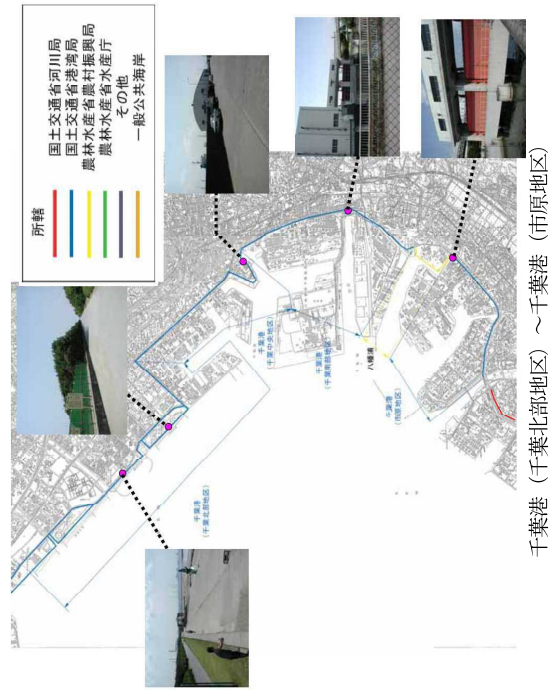 所轄
国土交通省河川局
国土交通省港湾局
農林水産省農村振興局
農林水産省水産庁
その他
一般公共海岸
千葉港
(千葉中央地区)
千葉港
(千葉南部地区)
八幡浦
千葉港
(市原地区)
千葉港
(千葉北部地区)
千葉港（千葉北部地区）～千葉港（市原地区）